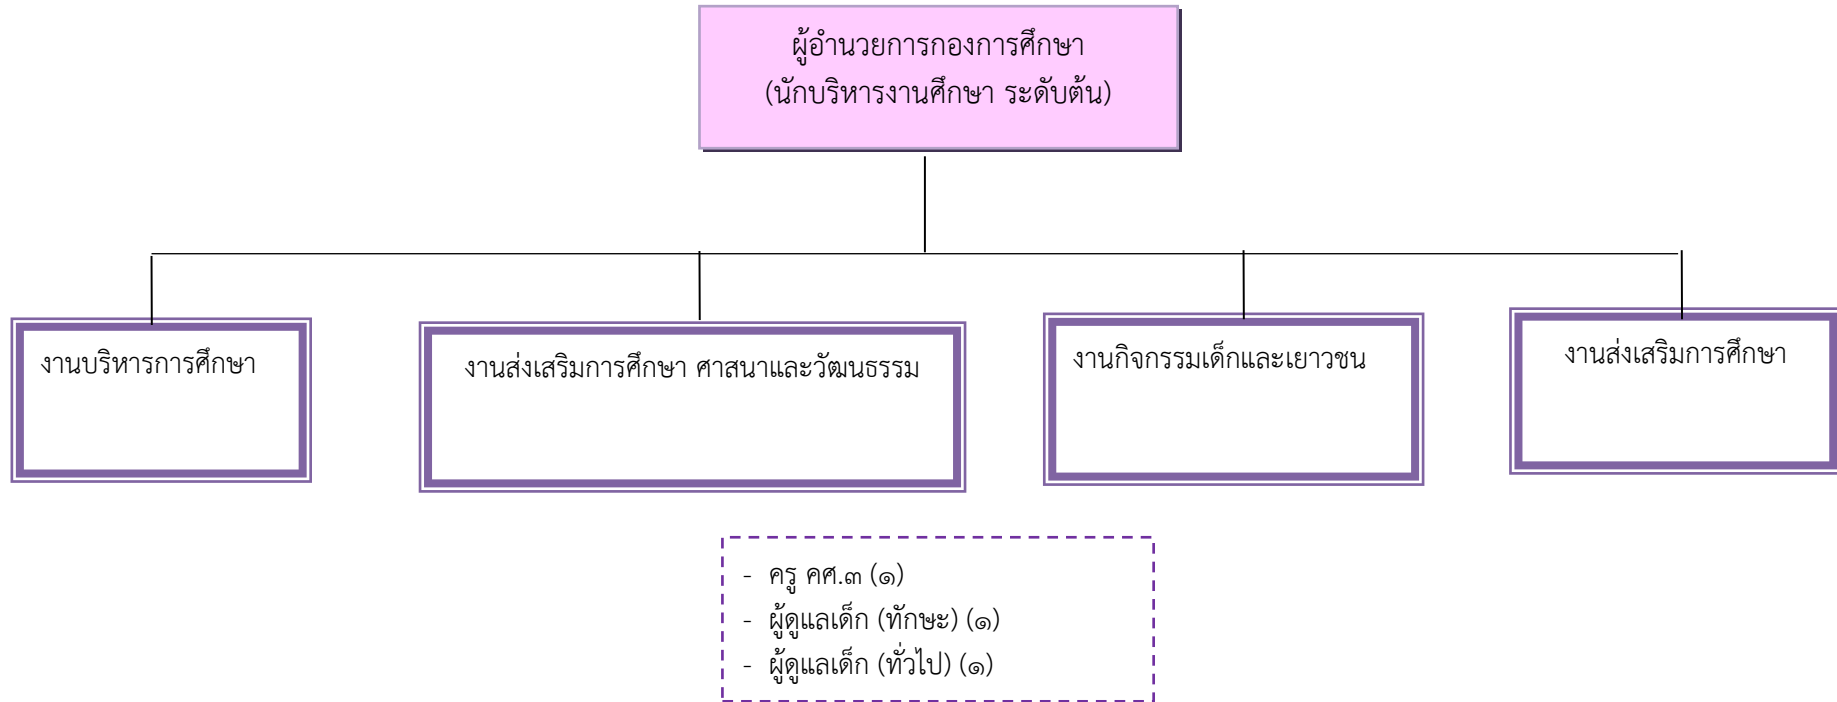 ผู้อำนวยการกองการศึกษา
(นักบริหารงานศึกษา ระดับต้น)
งานบริหารการศึกษา
งานส่งเสริมการศึกษา ศาสนาและวัฒนธรรม
งานกิจกรรมเด็กและเยาวชน
งานส่งเสริมการศึกษา
- ครู คศ.๓ (๑)
- ผู้ดูแลเด็ก (ทักษะ) (๑)
- ผู้ดูแลเด็ก (ทั่วไป) (๑)